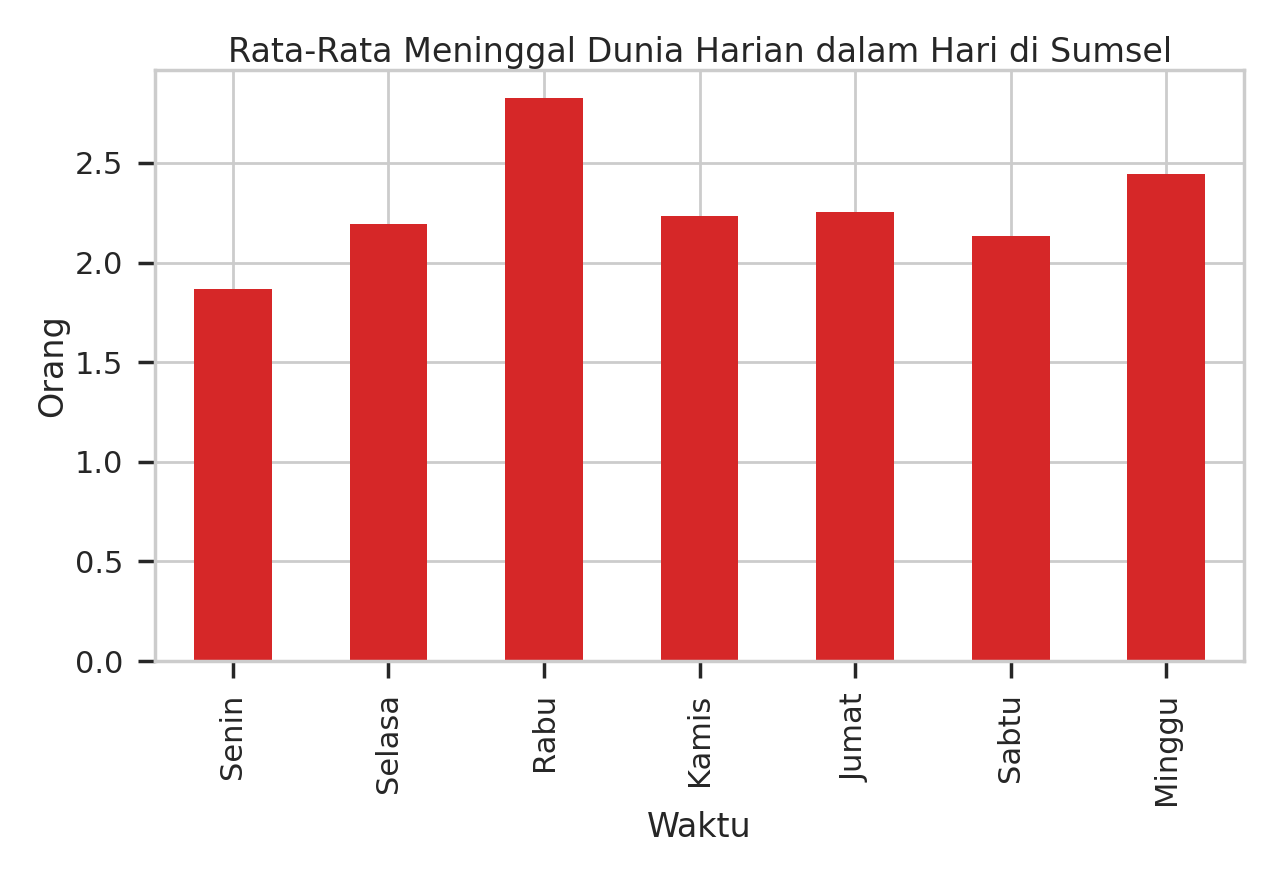 Rata-Rata Meninggal Dunia Harian dalam Hari di Sumsel
Orang
2.5
2.0
1.5
1.0
0.5
0.0
Senin
Selasa
Rabu
Kamis
Jumat
Sabtu
Minggu
Waktu